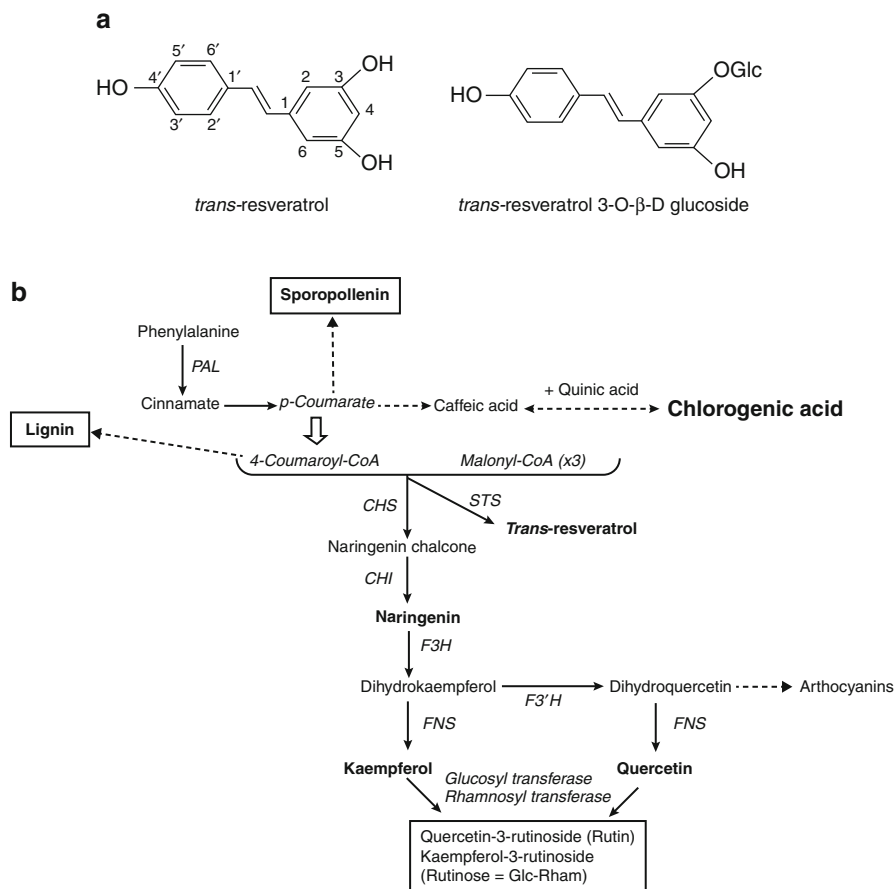 a
5′ 6′
HO 4′ 1′
3′ 2′
2 3 OH
1 4
6 5 OH
trans-resveratrol
HO
OGlc
OH
trans-resveratrol 3-O-β-D glucoside
b
Sporopollenin
Phenylalanine
PAL
Cinnamate p-Coumarate Caffeic acid + Quinic acid Chlorogenic acid
Lignin
4-Coumaroyl-CoA Malonyl-CoA (x3)
CHS STS
Trans-resveratrol
Naringenin chalcone
CHI
Naringenin
F3H
Dihydrokaempferol F3′H Dihydroquercetin Arthocyanins
FNS FNS
Kaempferol Quercetin
Glucosyl transferase
Rhamnosyl transferase
Quercetin-3-rutinoside (Rutin)
Kaempferol-3-rutinoside
(Rutinose = Glc-Rham)